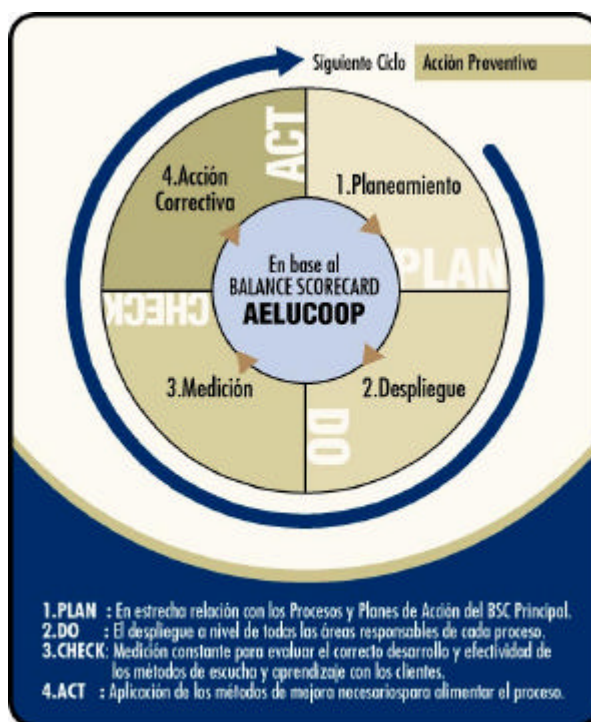 Siguiente Ciclo Acción Preventiva
ACT
4.Acción
Correctiva
1.Planeamiento
PLAN
En base al
BALANCE SCORECARD
AELUCOOP
CHECK
3.Medición
2.Despliegue
DO
1.PLAN : En estrecha relación con los Procesos y Planes de Acción del BSC Principal.
2.DO : El despliegue a nivel de todas las áreas responsables de cada proceso.
3.CHECK: Medición constante para evaluar el correcto desarrollo y efectividad de
los métodos de escucha y aprendizaje con los clientes.
4.ACT : Aplicación de los métodos de mejora necesariospara alimentar el proceso.